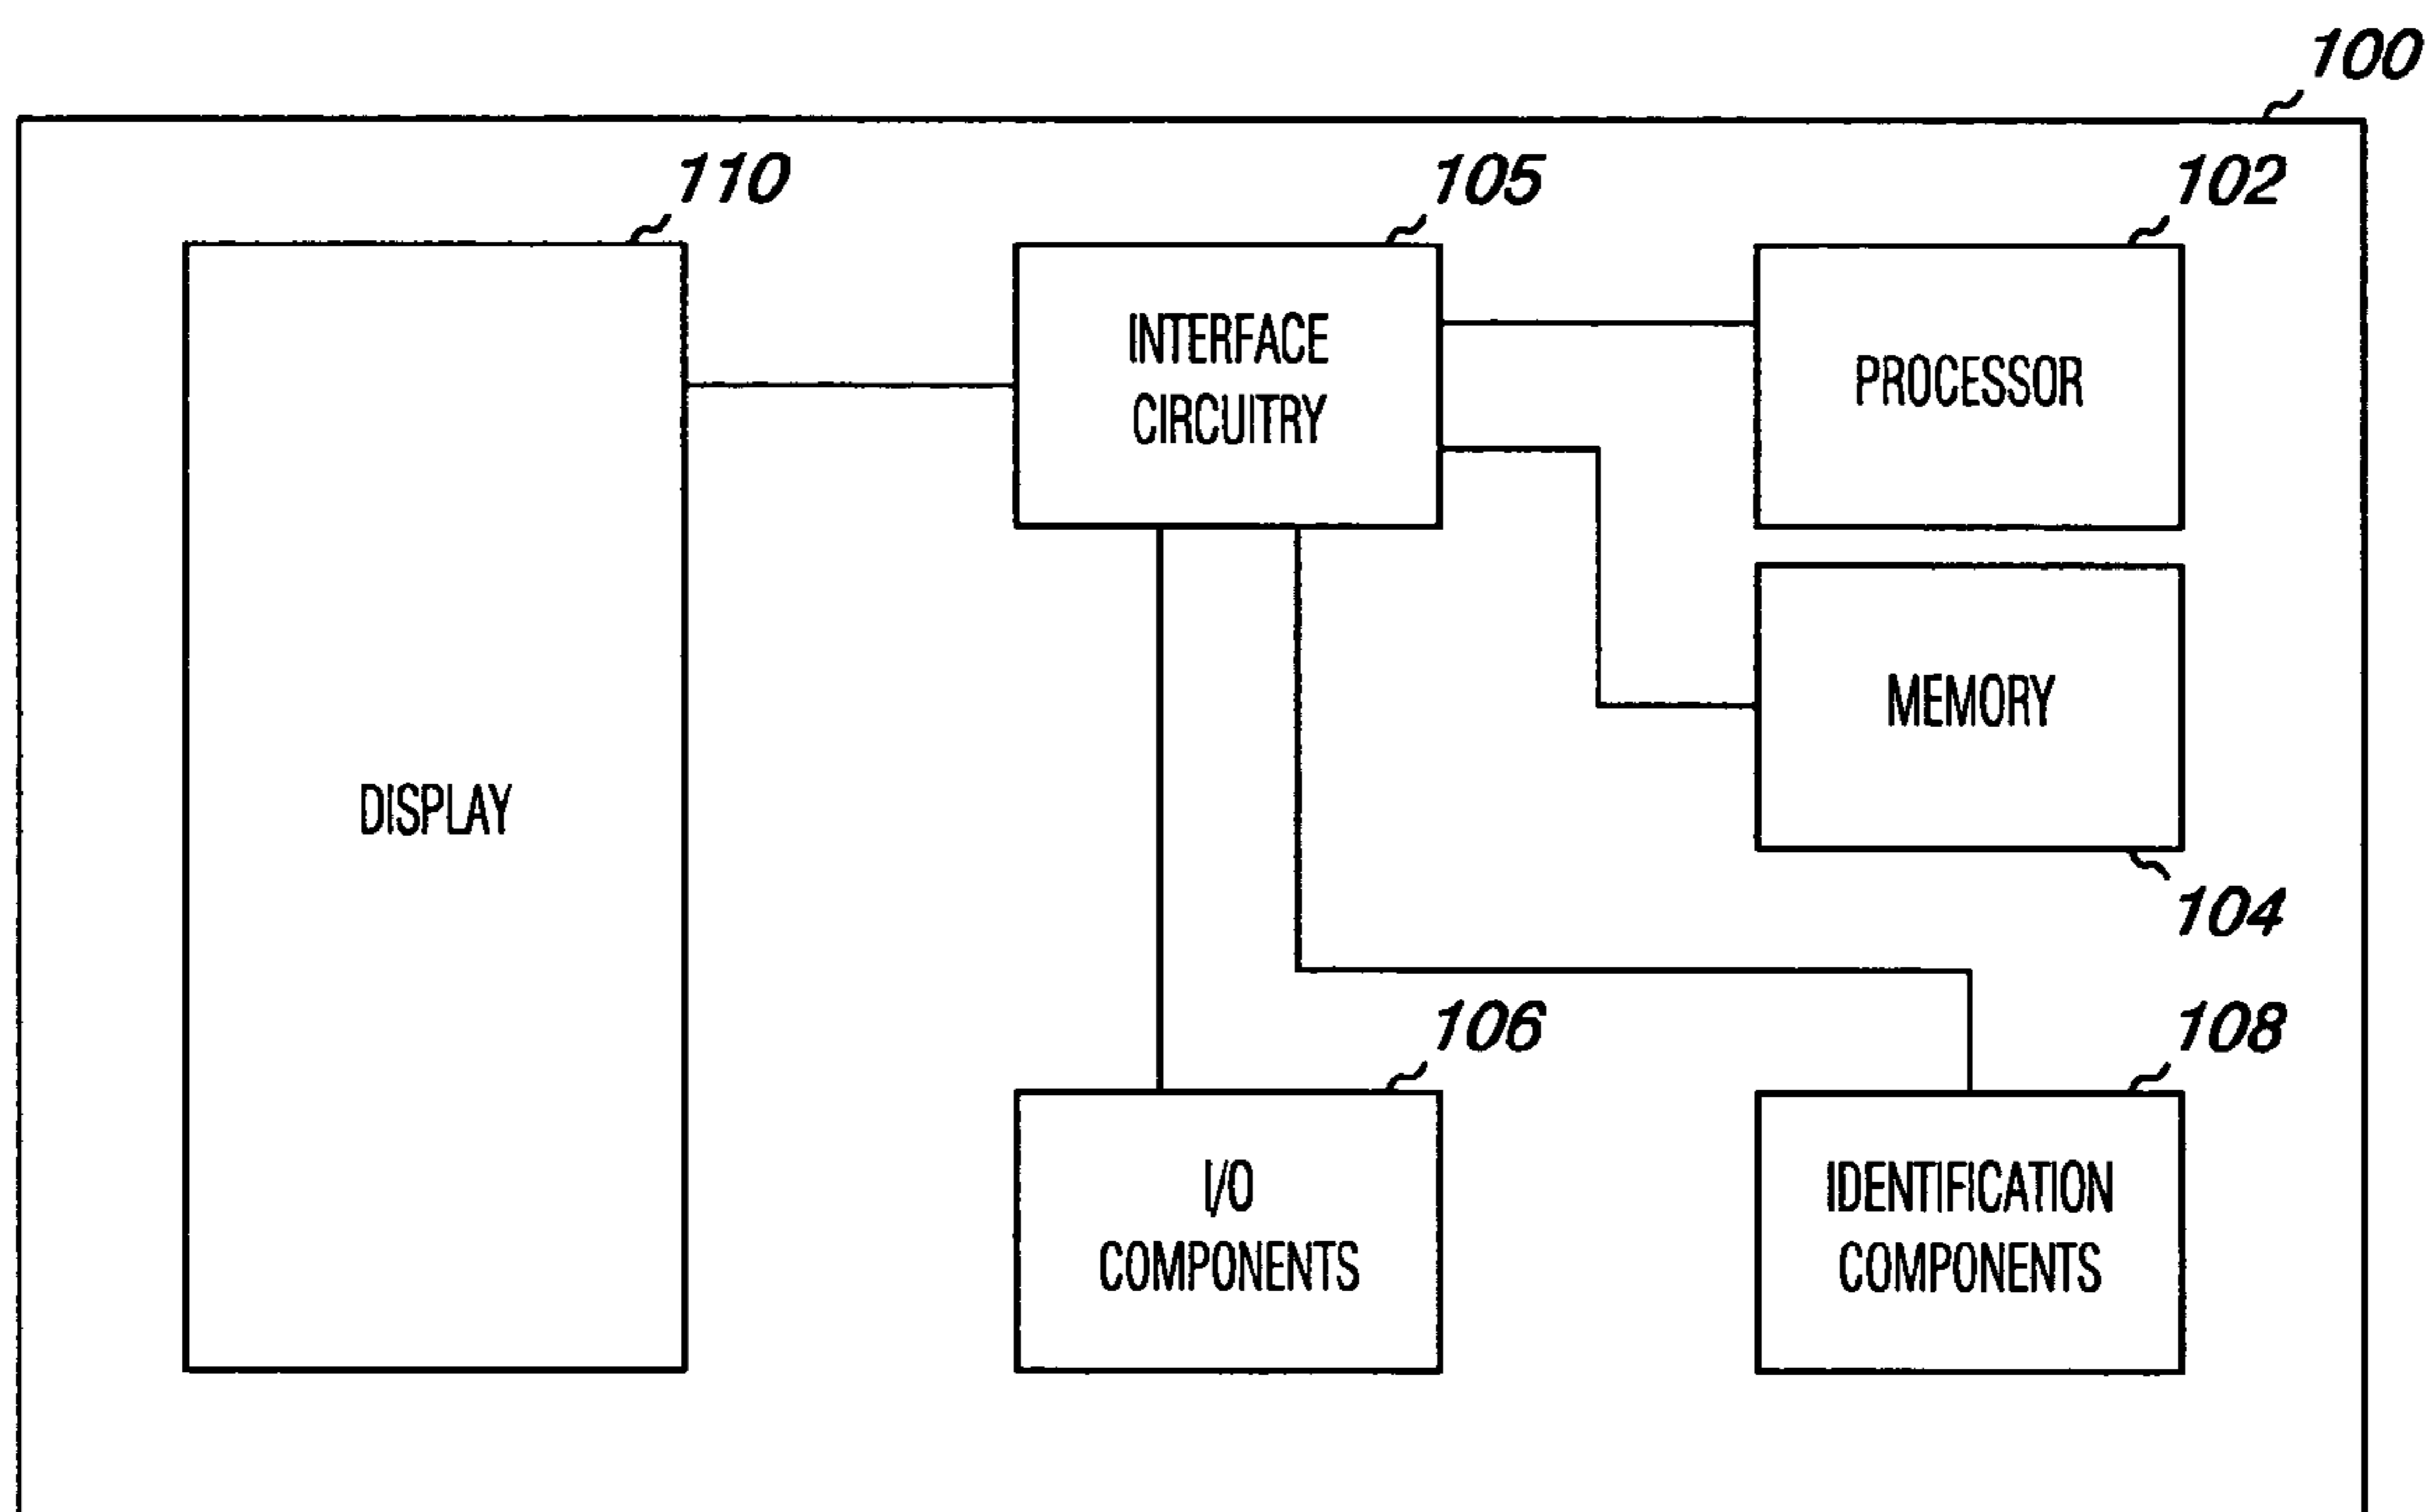 100
110
105
102
INTERFACE
CIRCUITRY
PROCESSOR
MEMORY
DISPLAY
104
106
108
I/O
COMPONENTS
IDENTIFICATION
COMPONENTS